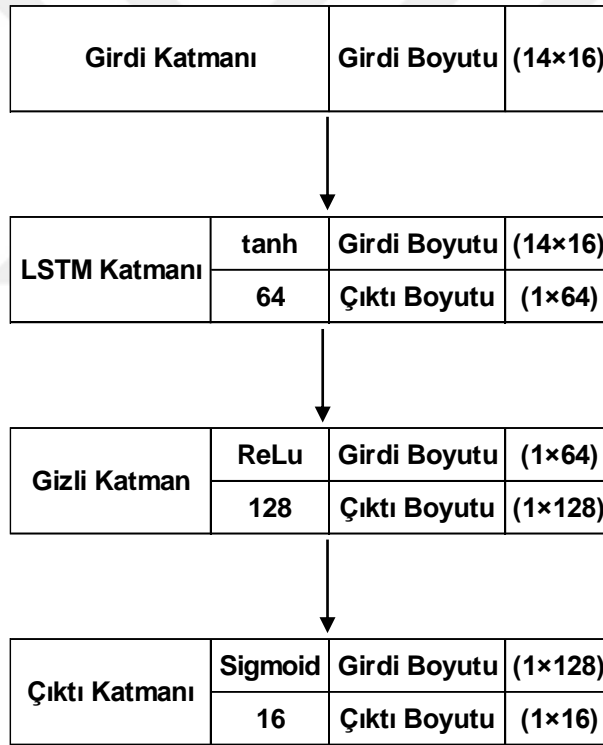 Girdi Katmanı Girdi Boyutu (14×16)
LSTM Katmanı tanh Girdi Boyutu (14×16)
64 Çıktı Boyutu (1×64)
Gizli Katman ReLu Girdi Boyutu (1×64)
128 Çıktı Boyutu (1×128)
Çıktı Katmanı Sigmoid Girdi Boyutu (1×128)
16 Çıktı Boyutu (1×16)